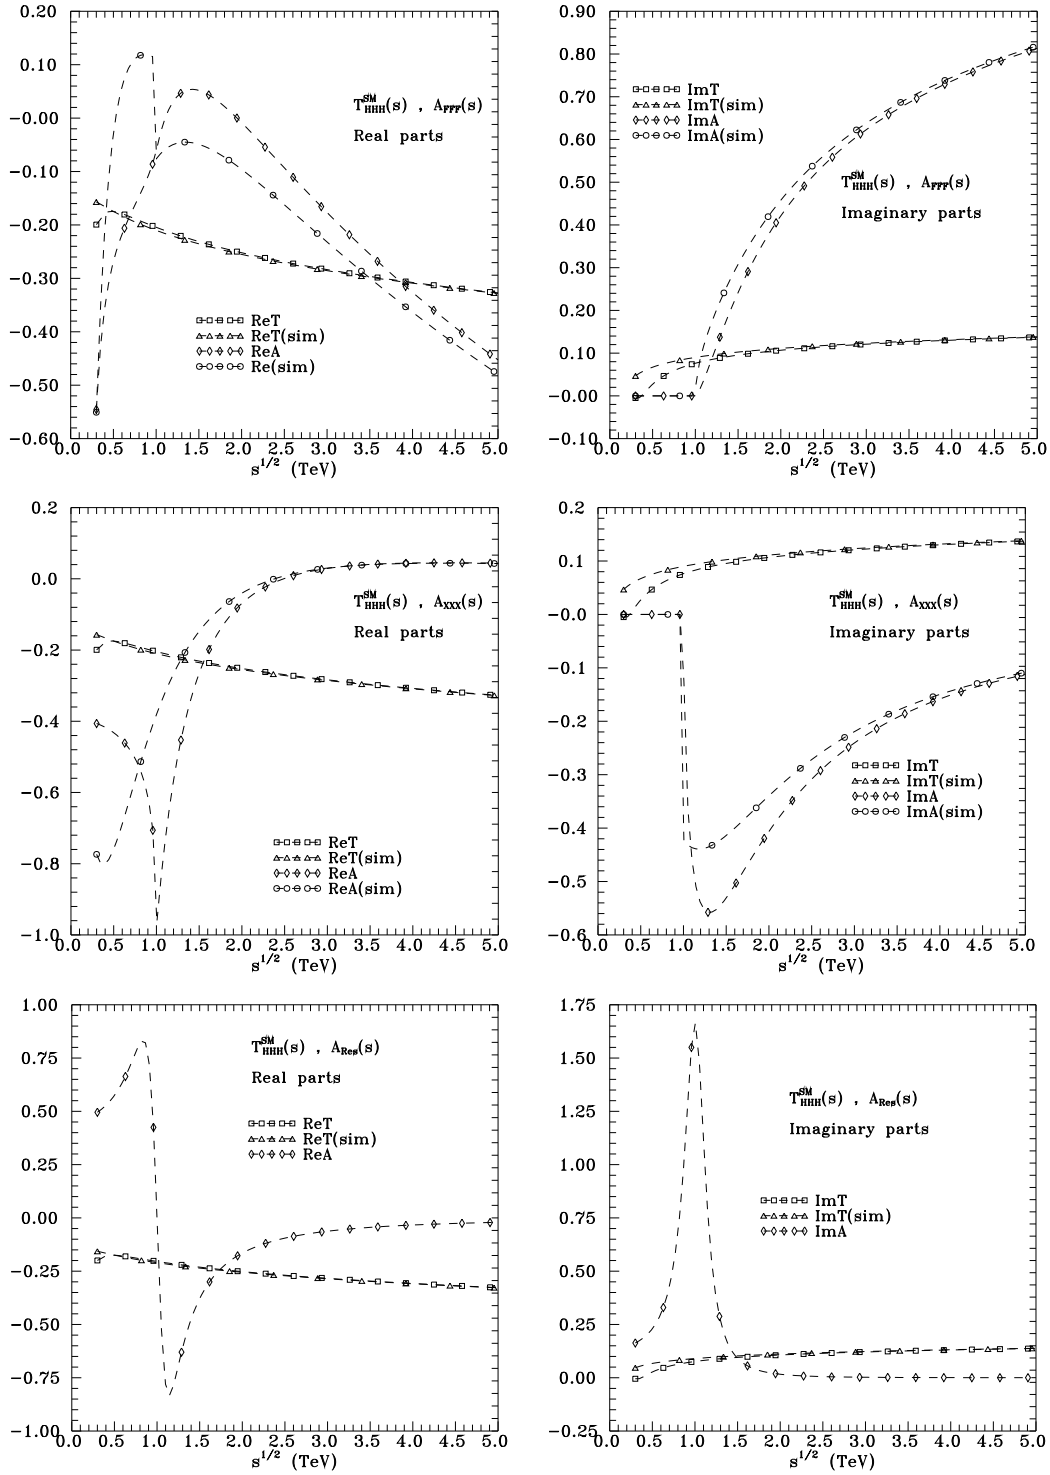 0.20
0.10
-0.00
-0.10
-0.20
-0.30
-0.40
-0.50
-0.60
0.0 0.5 1.0 1.5 2.0 2.5 3.0 3.5 4.0 4.5 5.0
s^1/2 (TeV)
T^SM_HHH(s) , A_FFF(s)
Real parts
ReT
ReT(sim)
ReA
Re(sim)
0.90
0.80
0.70
0.60
0.50
0.40
0.30
0.20
0.10
-0.00
-0.10
0.0 0.5 1.0 1.5 2.0 2.5 3.0 3.5 4.0 4.5 5.0
s^1/2 (TeV)
ImT
ImT(sim)
ImA
ImA(sim)
T^SM_HHH(s) , A_FFF(s)
Imaginary parts
0.2
0.0
-0.2
-0.4
-0.6
-0.8
-1.0
0.0 0.5 1.0 1.5 2.0 2.5 3.0 3.5 4.0 4.5 5.0
s^1/2 (TeV)
T^SM_HHH(s) , A_XXX(s)
Real parts
ReT
ReT(sim)
ReA
ReA(sim)
0.2
0.1
-0.0
-0.1
-0.2
-0.3
-0.4
-0.5
-0.6
0.0 0.5 1.0 1.5 2.0 2.5 3.0 3.5 4.0 4.5 5.0
s^1/2 (TeV)
T^SM_HHH(s) , A_XXX(s)
Imaginary parts
ImT
ImT(sim)
ImA
ImA(sim)
1.00
0.75
0.50
0.25
0.00
-0.25
-0.50
-0.75
-1.00
0.0 0.5 1.0 1.5 2.0 2.5 3.0 3.5 4.0 4.5 5.0
s^1/2 (TeV)
T^SM_HHH(s) , A_Res(s)
Real parts
ReT
ReT(sim)
ReA
1.75
1.50
1.25
1.00
0.75
0.50
0.25
0.00
-0.25
0.0 0.5 1.0 1.5 2.0 2.5 3.0 3.5 4.0 4.5 5.0
s^1/2 (TeV)
T^SM_HHH(s) , A_Res(s)
Imaginary parts
ImT
ImT(sim)
ImA